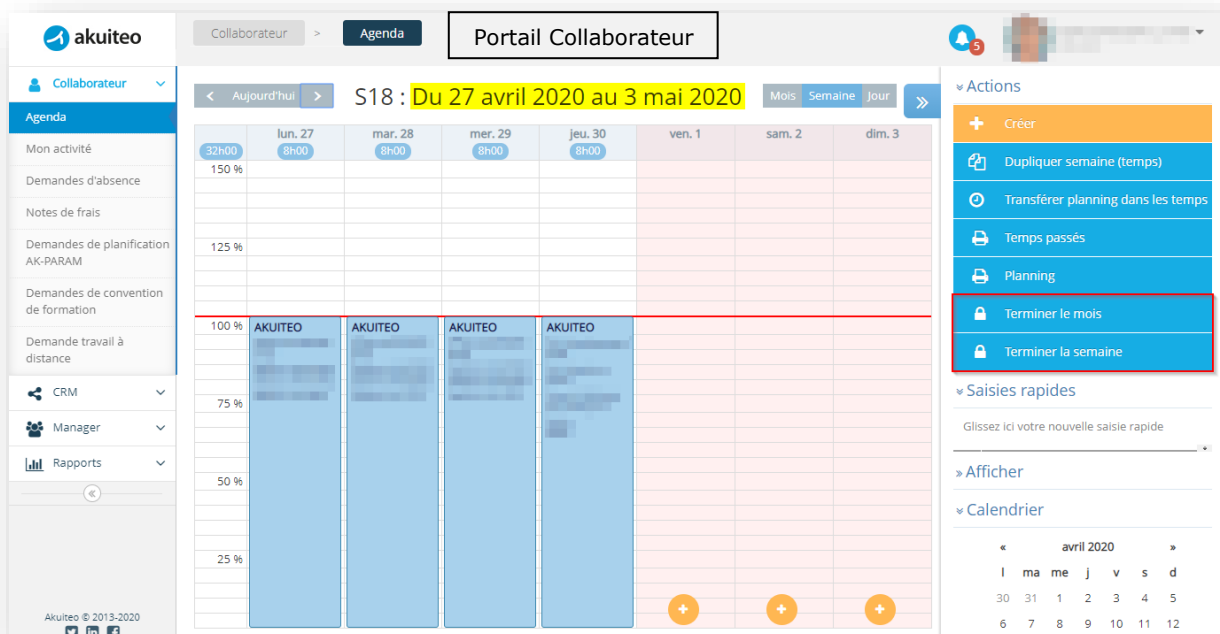 akuiteo
Collaborateur > Agenda
Portail Collaborateur
5
Collaborateur
Agenda
Mon activité
Demandes d'absence
Notes de frais
Demandes de planification
AK-PARAM
Demandes de convention
de formation
Demande travail à
distance
CRM
Manager
Rapports
Akuiteo © 2013-2020
< Aujourd'hui >
S18 : Du 27 avril 2020 au 3 mai 2020
Mois Semaine Jour
lun. 27 mar. 28 mer. 29 jeu. 30 ven. 1 sam. 2 dim. 3
32h00 8h00 8h00 8h00 8h00
150 %
125 %
100 % AKUITEO AKUITEO AKUITEO AKUITEO
75 %
50 %
25 %
Actions
Créer
Dupliquer semaine (temps)
Transférer planning dans les temps
Temps passés
Planning
Terminer le mois
Terminer la semaine
Saisies rapides
Glissez ici votre nouvelle saisie rapide
Afficher
Calendrier
« avril 2020 »
l ma me j v s d
30 31 1 2 3 4 5
6 7 8 9 10 11 12